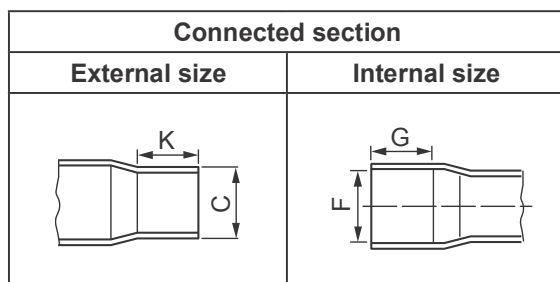 Connected section
External size
Internal size
K
C
G
F